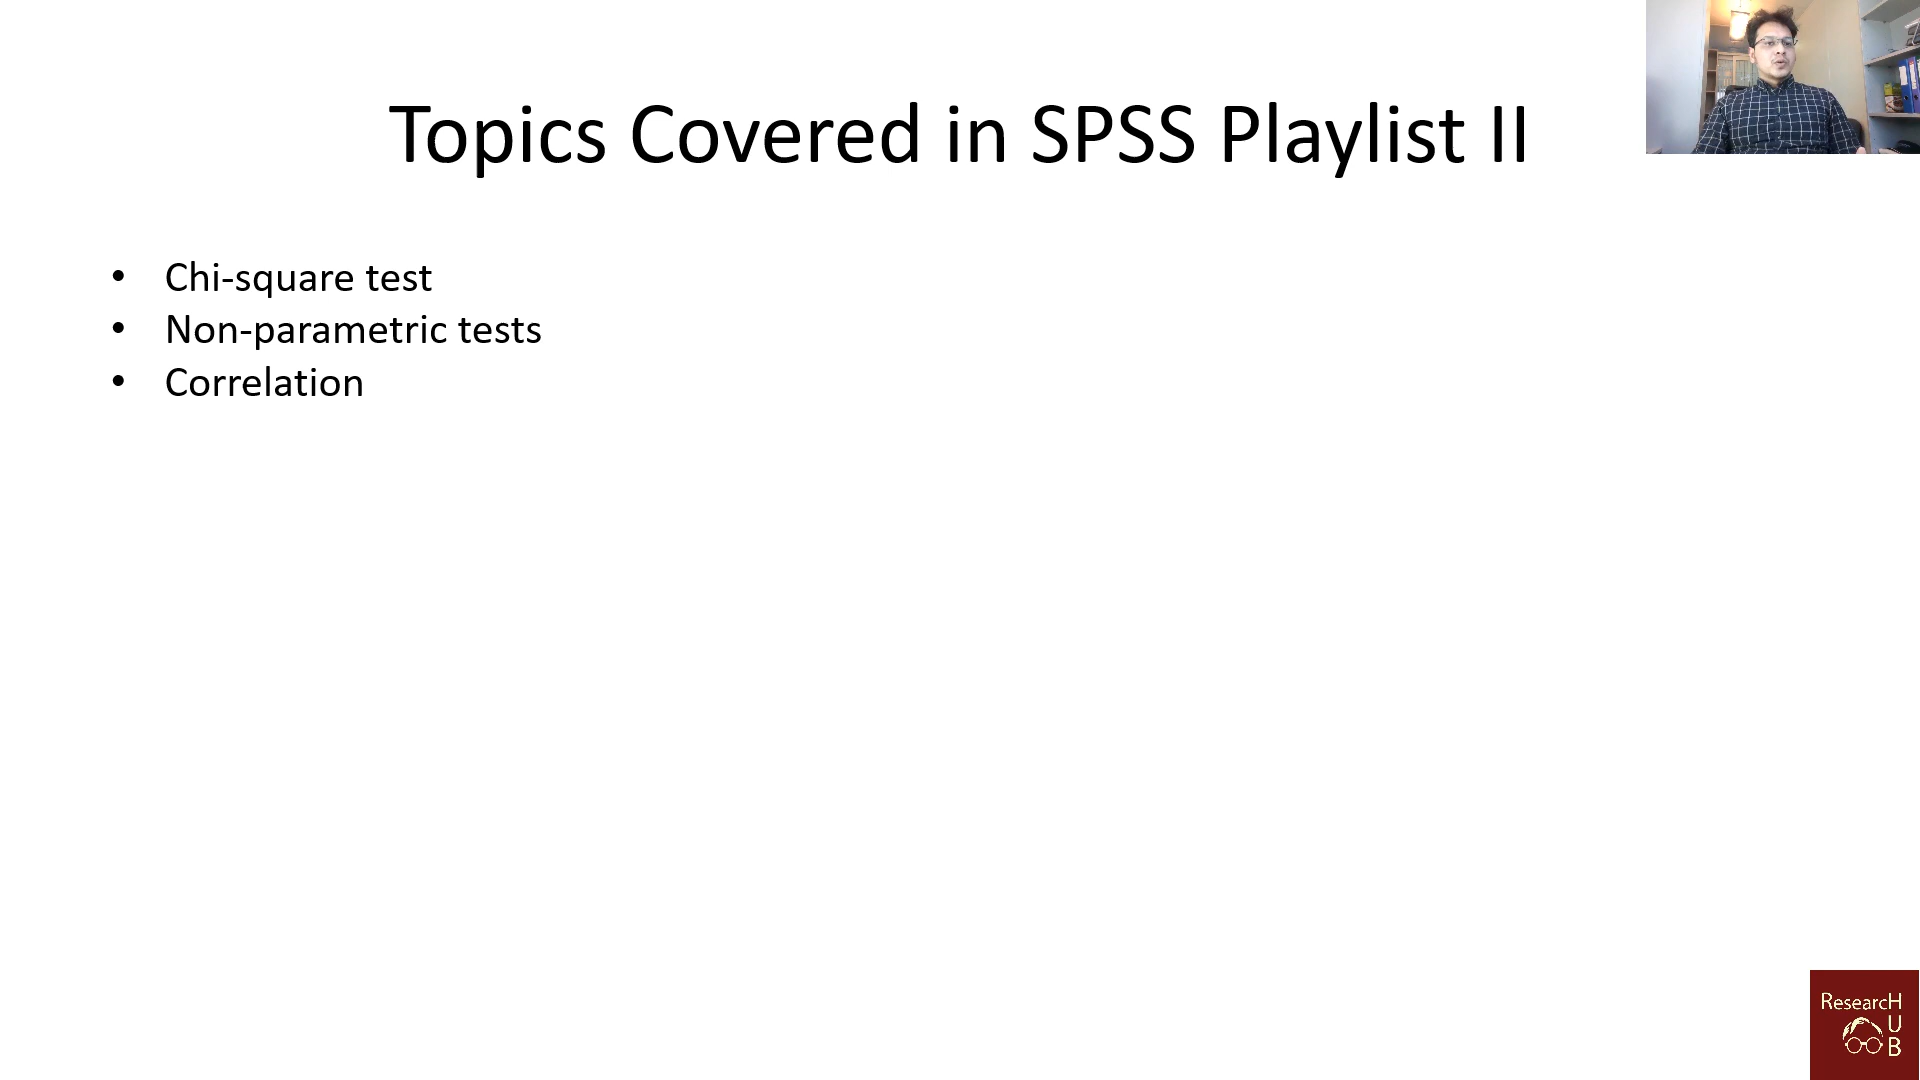 Topics Covered in SPSS Playlist II
• Chi-square test
• Non-parametric tests
• Correlation
ResearcH
U
B